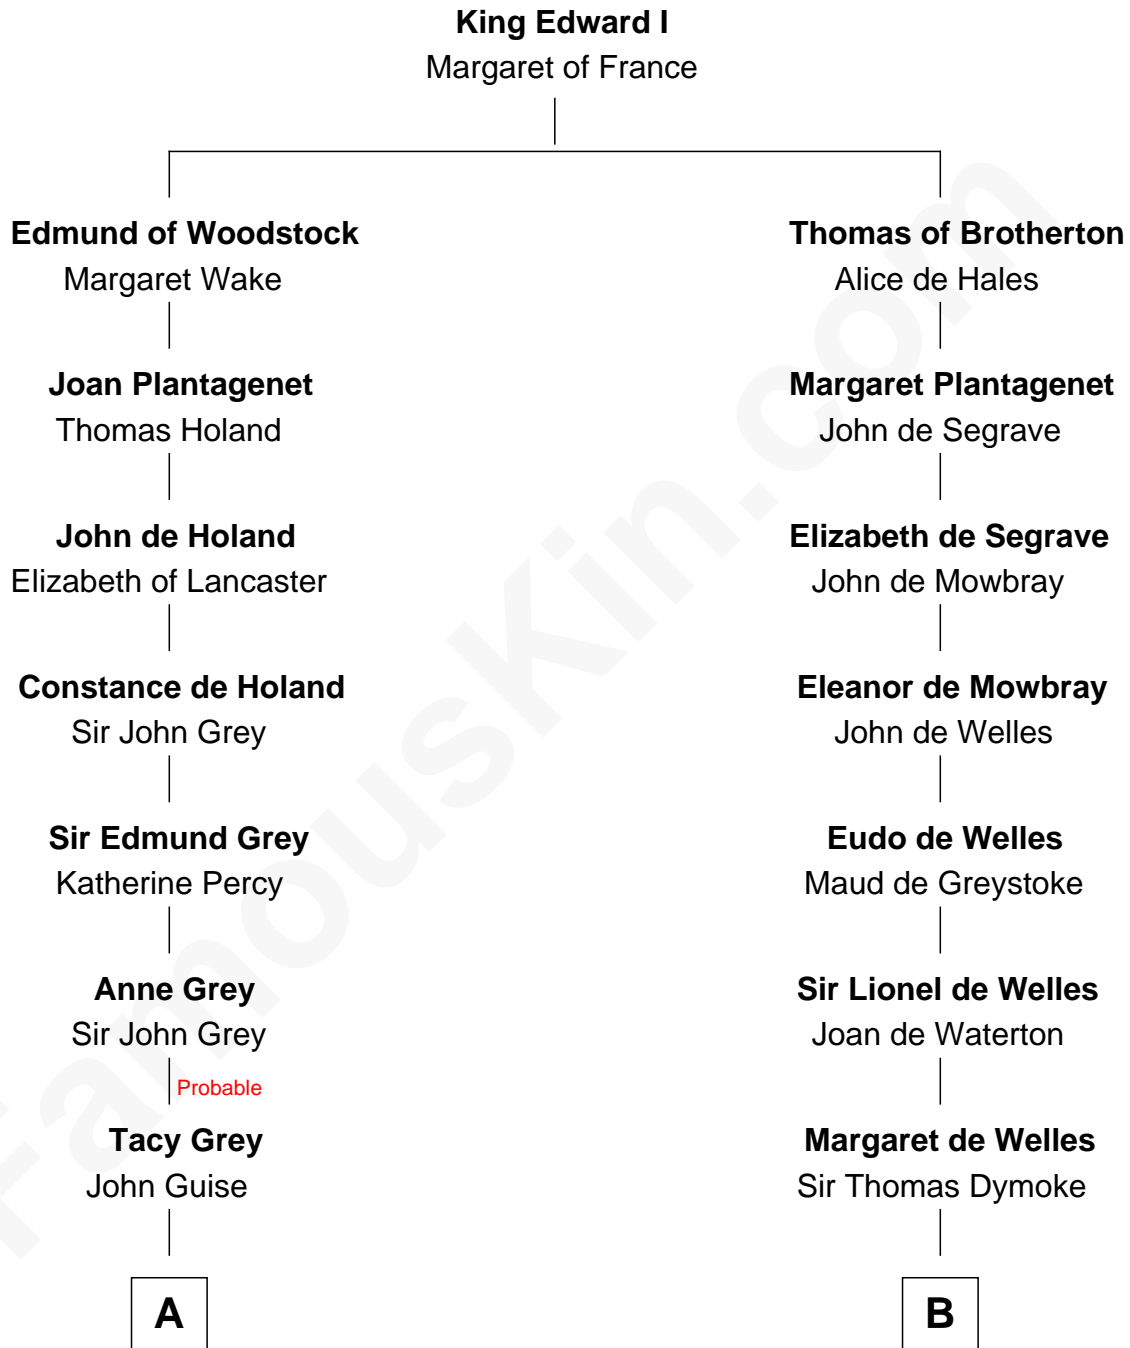 King Edward I
Margaret of France
Edmund of Woodstock
Margaret Wake
Thomas of Brotherton
Alice de Hales
Joan Plantagenet
Thomas Holand
Margaret Plantagenet
John de Segrave
John de Holand
Elizabeth of Lancaster
Elizabeth de Segrave
John de Mowbray
Constance de Holand
Sir John Grey
Eleanor de Mowbray
John de Welles
Sir Edmund Grey
Katherine Percy
Eudo de Welles
Maud de Greystoke
Anne Grey
Sir John Grey
Sir Lionel de Welles
Joan de Waterton
Probable
Tacy Grey
John Guise
Margaret de Welles
Sir Thomas Dymoke
A
B
FamousKin.com